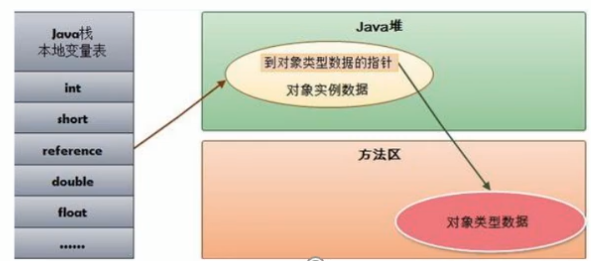 Java栈
本地变量表
int
short
reference
double
float
......
Java堆
到对象类型数据的指针
对象实例数据
方法区
对象类型数据